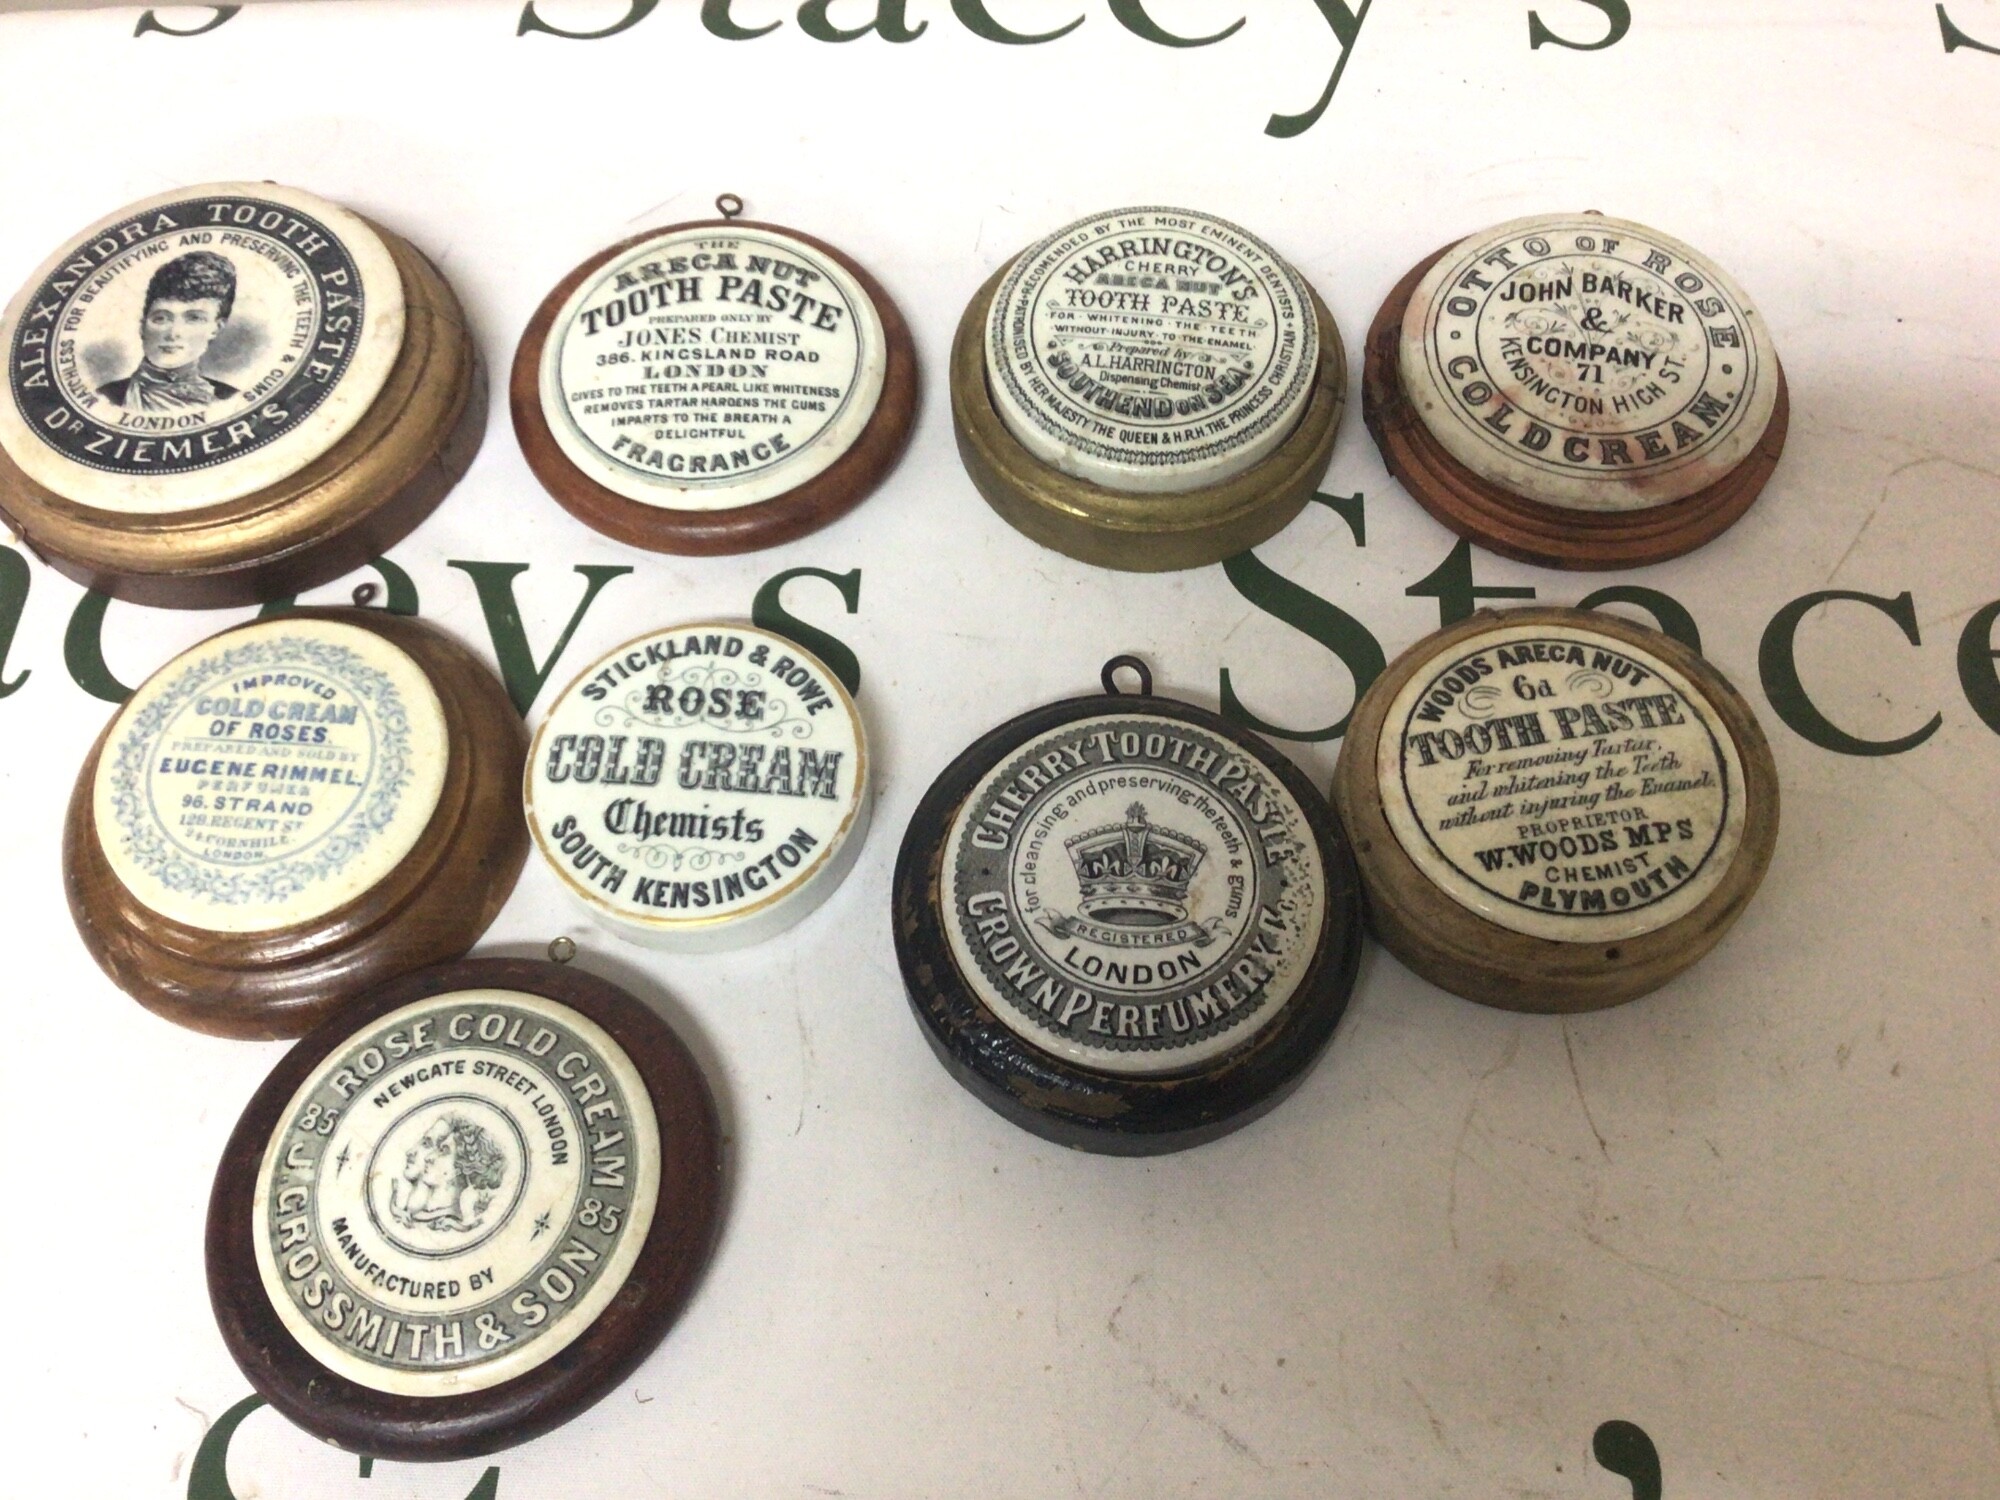 s Stacey's S
ALEXANDRA TOOTH PASTE
MATCHLESS FOR BEAUTIFYING AND PRESERVING THE TEETH & GUMS
LONDON
DR ZIEMER'S
THE
ARECA NUT
TOOTH PASTE
PREPARED ONLY BY
JONES CHEMIST
386. KINGSLAND ROAD
LONDON
GIVES TO THE TEETH A PEARL LIKE WHITENESS
REMOVES TARTAR HARDENS THE GUMS
IMPARTS TO THE BREATH A
DELIGHTFUL
FRAGRANCE
RECOMENDED BY THE MOST EMINENT DENTISTS
HARRINGTON'S
CHERRY
ARECA NUT
TOOTH PASTE
FOR·WHITENING·THE·TEETH
WITHOUT·INJURY·TO·THE·ENAMEL·
Prepared by
A.L.HARRINGTON
Dispensing Chemist
SOUTHEND ON SEA.
PATRONISED BY HER MAJESTY THE QUEEN & H.R.H. THE PRINCESS CHRISTIAN
OTTO OF ROSE
JOHN BARKER
&
COMPANY
71
KENSINGTON HIGH ST.
COLD CREAM.
acey's Stace
IMPROVED
COLD CREAM
OF ROSES.
PREPARED AND SOLD BY
EUGENE RIMMEL.
PERFUMER
96. STRAND
128.REGENT ST
24 CORNHILL.
LONDON.
STICKLAND & ROWE
ROSE
COLD CREAM
Chemists
SOUTH KENSINGTON
CHERRY TOOTH PASTE
for cleansing and preserving the teeth & gums
REGISTERED
LONDON
CROWN PERFUMERY Co
WOODS ARECA NUT
6d
TOOTH PASTE
For removing Tartar,
and whitening the Teeth
without injuring the Enamel.
PROPRIETOR
W.WOODS MPS
CHEMIST
PLYMOUTH
85 ROSE COLD CREAM 85
NEWGATE STREET LONDON
MANUFACTURED BY
J. GROSSMITH & SON